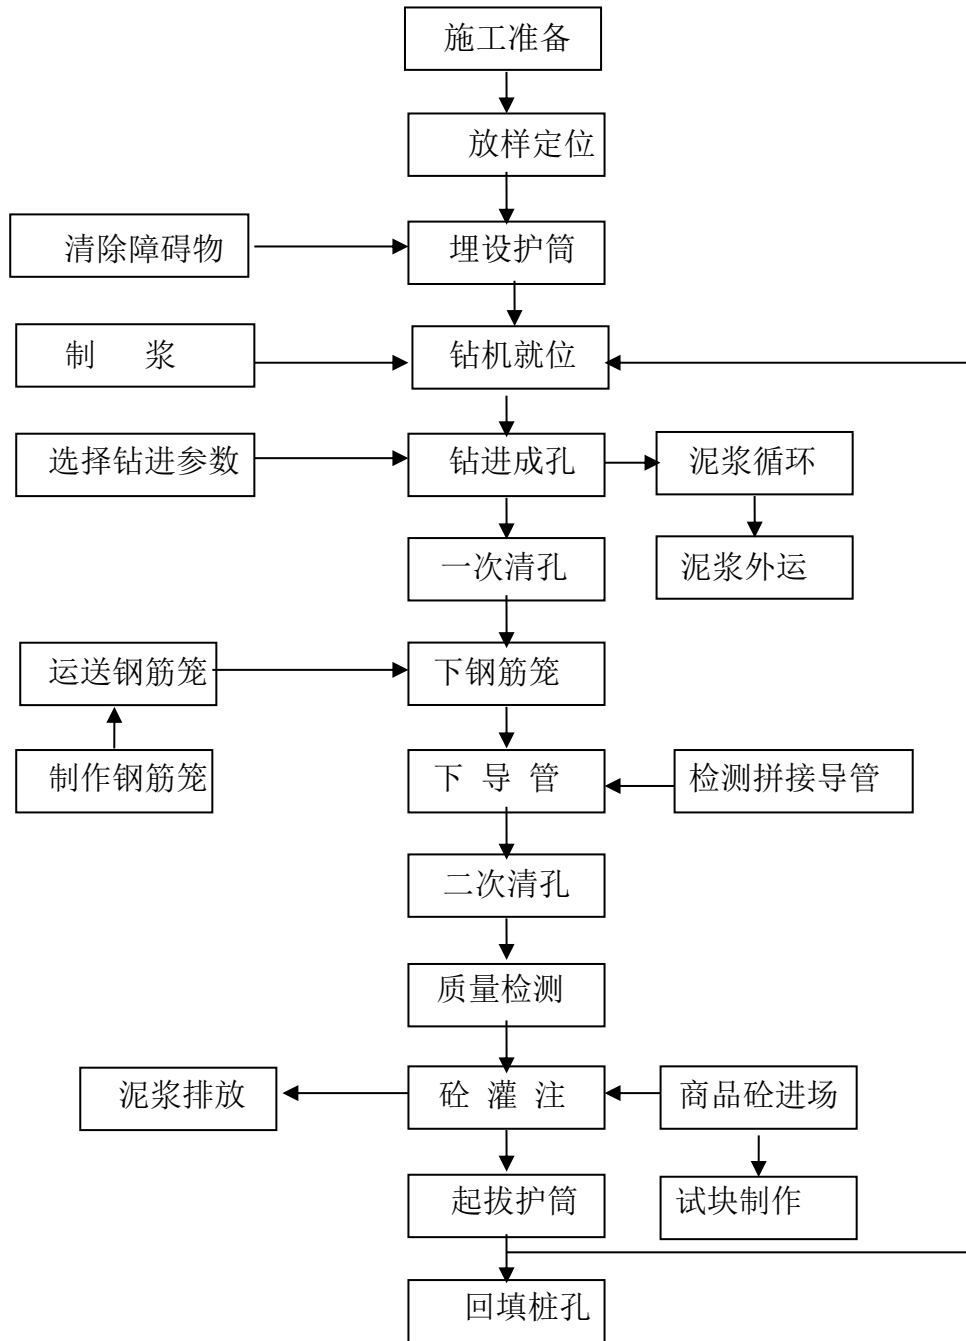 施工准备
放样定位
清除障碍物
埋设护筒
制 浆
钻机就位
选择钻进参数
钻进成孔
泥浆循环
一次清孔
泥浆外运
运送钢筋笼
下钢筋笼
制作钢筋笼
下 导 管
检测拼接导管
二次清孔
质量检测
泥浆排放
砼 灌 注
商品砼进场
起拔护筒
试块制作
回填桩孔